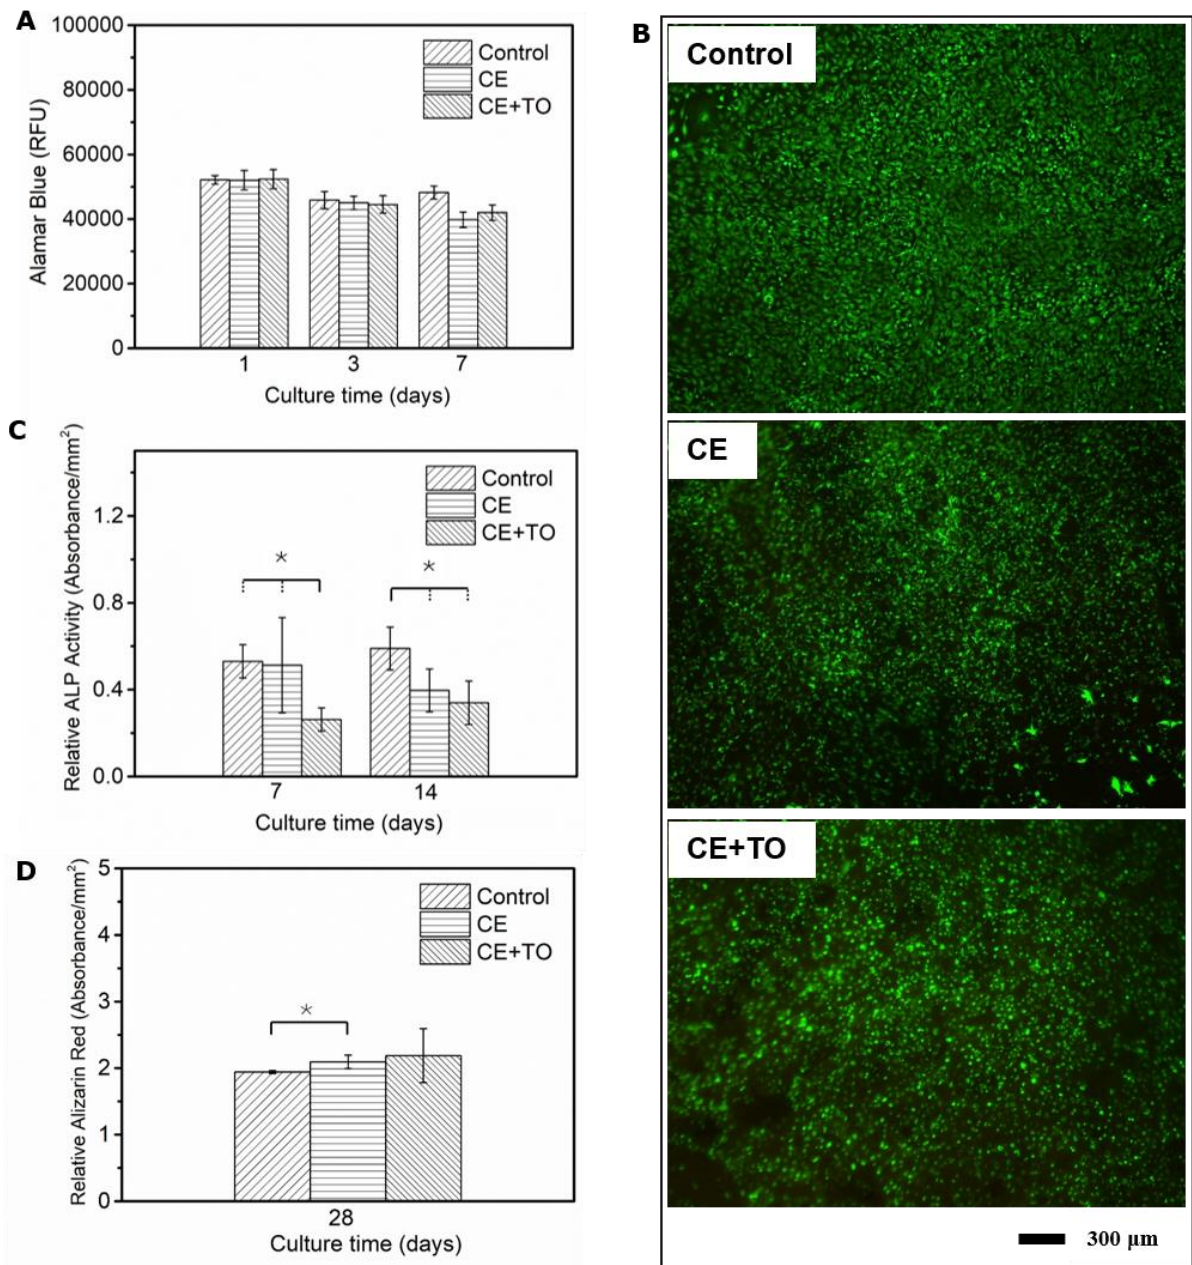 A
100000
80000
60000
40000
20000
0
Alamar Blue (RFU)
Control
CE
CE+TO
1 3 7
Culture time (days)
B
Control
CE
CE+TO
300 µm
C
1.2
0.8
0.4
0.0
Relative ALP Activity (Absorbance/mm²)
Control
CE
CE+TO
*
*
7 14
Culture time (days)
D
5
4
3
2
1
0
Relative Alizarin Red (Absorbance/mm²)
Control
CE
CE+TO
*
28
Culture time (days)